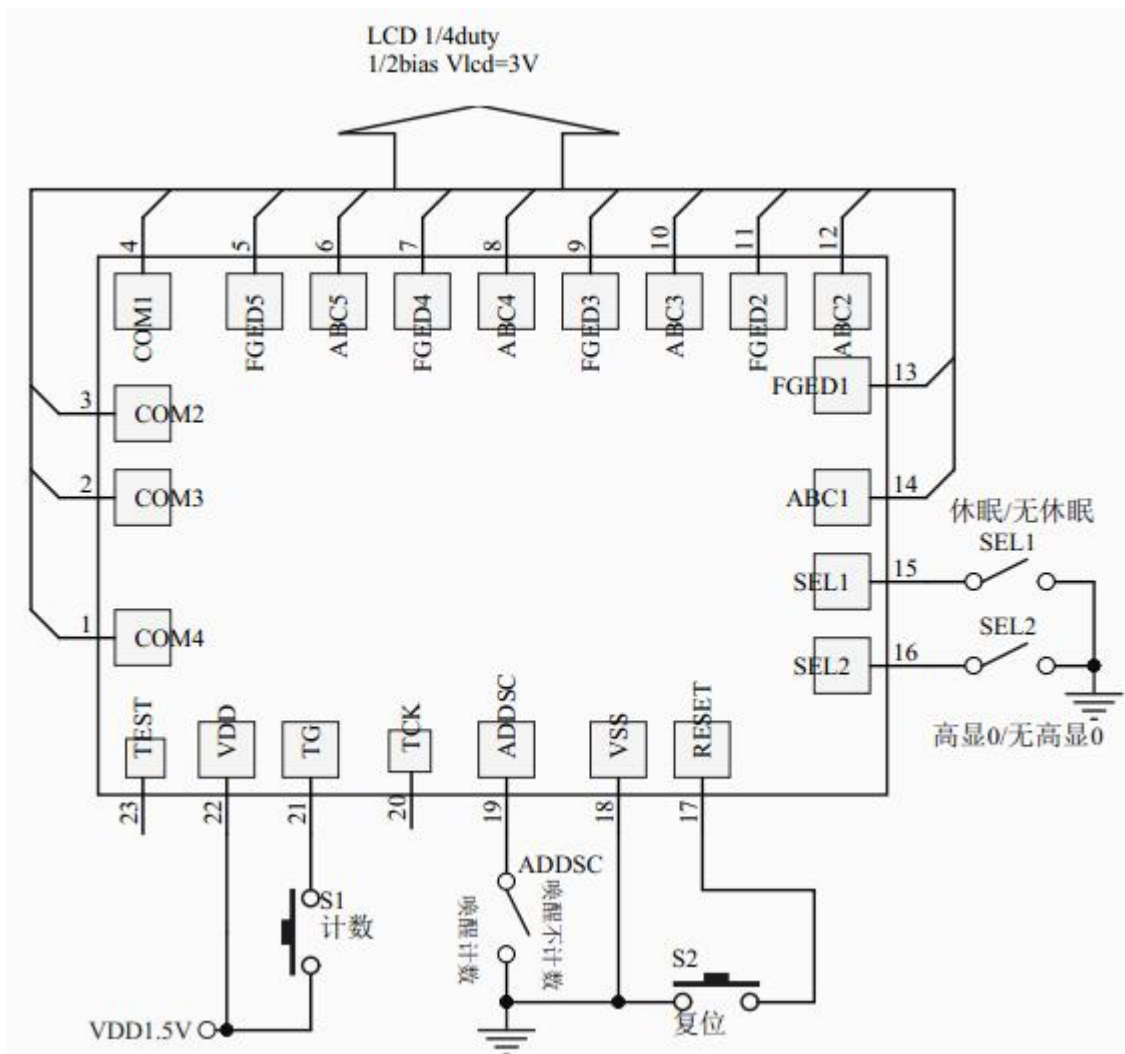 LCD 1/4duty
1/2bias Vlcd=3V
4
5
6
7
8
9
10
11
12
COM1
FGED5
ABC5
FGED4
ABC4
FGED3
ABC3
FGED2
ABC2
FGED1
13
3
COM2
2
COM3
ABC1
14
休眠/无休眠
SEL1
SEL1
15
1
COM4
SEL2
SEL2
16
高显0/无高显0
TEST
VDD
TG
TCK
ADDSC
VSS
RESET
23
22
21
20
19
18
17
S1
计数
ADDSC
唤醒计数
唤醒不计数
S2
复位
VDD1.5V